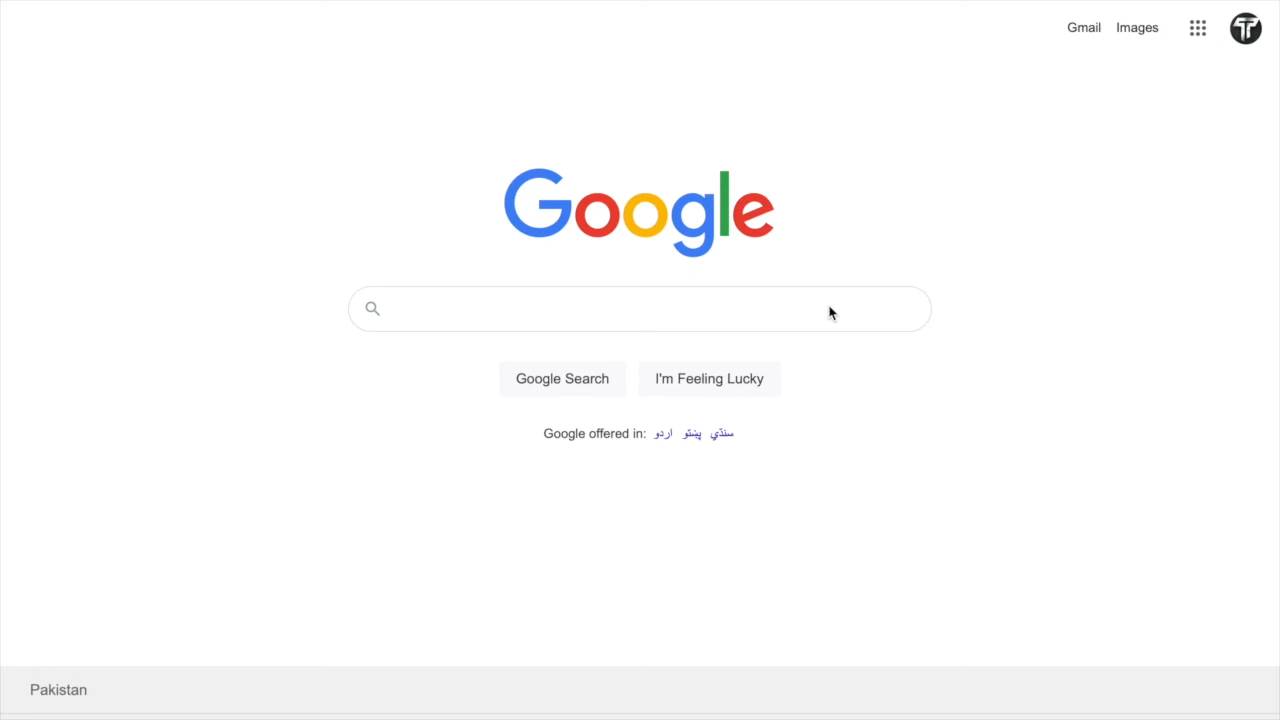 Gmail Images
Google
Google Search I'm Feeling Lucky
Google offered in: اردو پښتو سنڌي
Pakistan